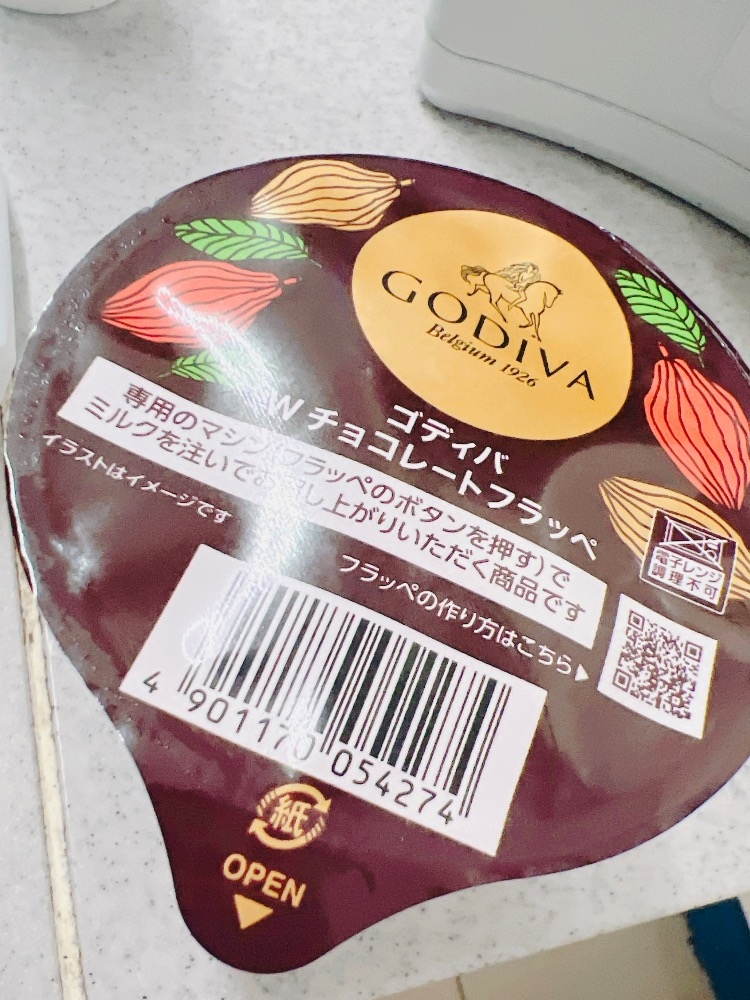 GODIVA
Belgium 1926
ゴディバ
W チョコレートフラッペ
専用のマシン フラッペのボタンを押す)で
ミルクを注いでお召し上がりいただく商品です
イラストはイメージです
フラッペの作り方はこちら▶
電子レンジ
調理不可
4 901170 054274
紙
OPEN